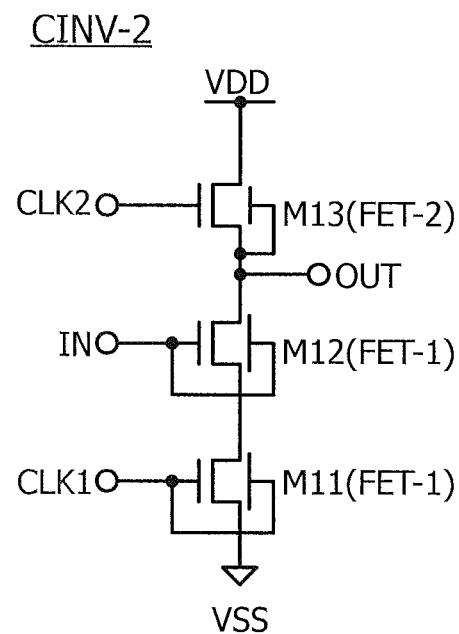 CINV-2
VDD
CLK2
M13(FET-2)
OUT
IN
M12(FET-1)
CLK1
M11(FET-1)
VSS